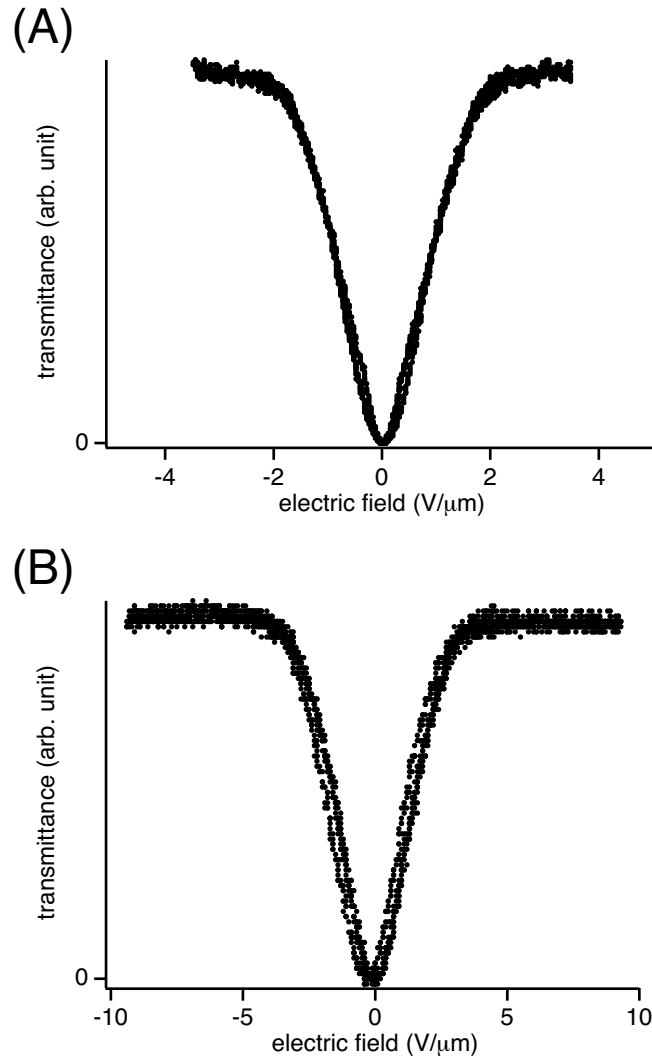 (A)
transmittance (arb. unit)
0
-4 -2 0 2 4
electric field (V/μm)
(B)
transmittance (arb. unit)
0
-10 -5 0 5 10
electric field (V/μm)